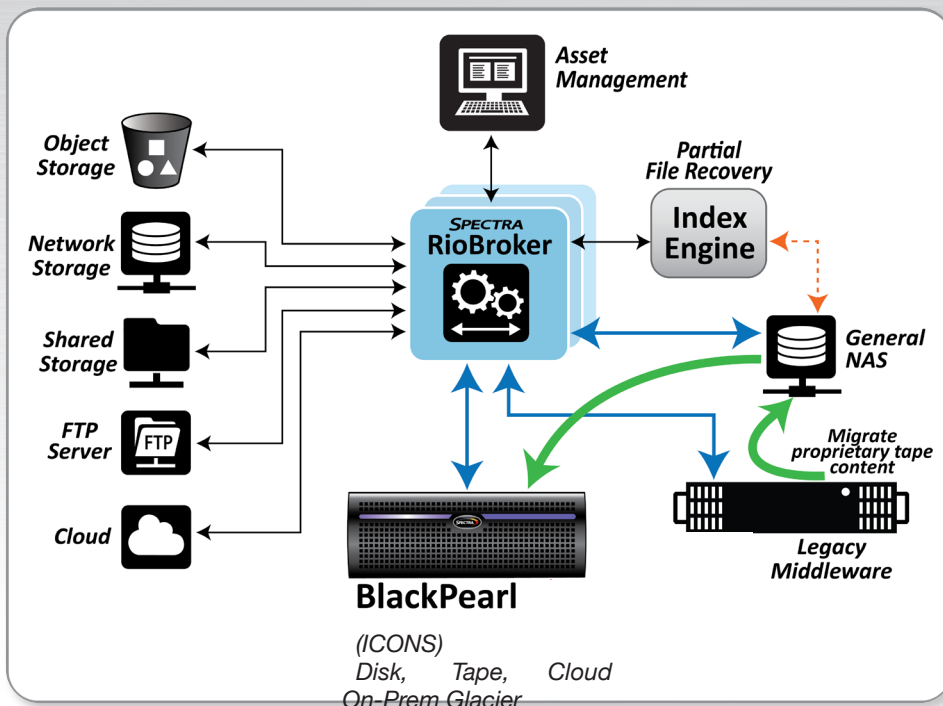 Asset
Management
Object
Storage
Network
Storage
Shared
Storage
FTP
Server
FTP
Cloud
SPECTRA
RioBroker
Partial
File Recovery
Index
Engine
General
NAS
Migrate
proprietary tape
content
Legacy
Middleware
SPECTRA
BlackPearl
(ICONS)
Disk, Tape, Cloud
On-Prem Glacier